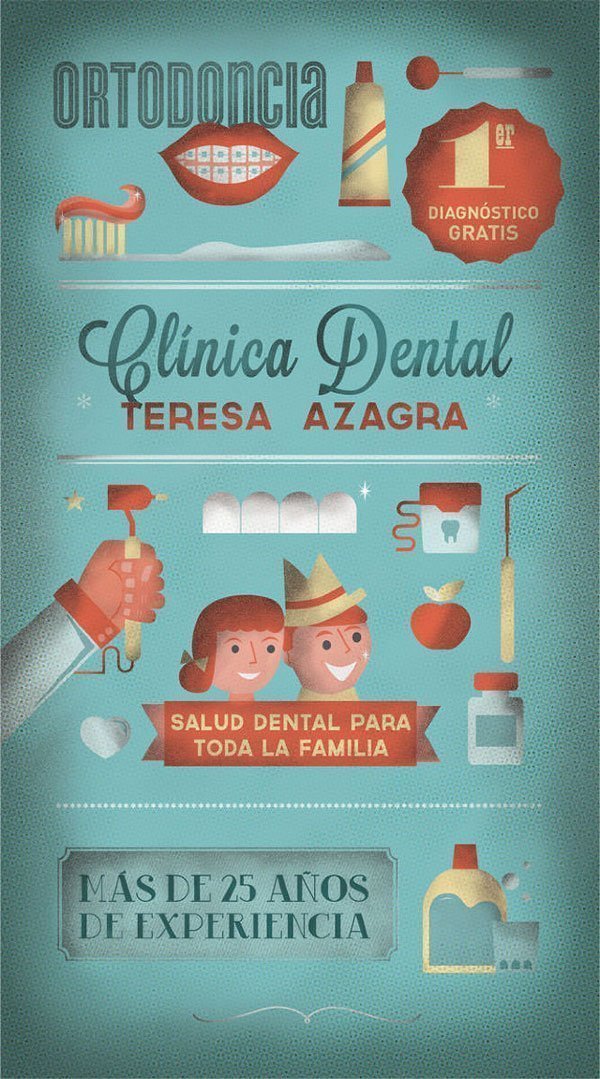 ORTODONCIA
1er
DIAGNÓSTICO
GRATIS
Clínica Dental
TERESA AZAGRA
SALUD DENTAL PARA
TODA LA FAMILIA
MÁS DE 25 AÑOS
DE EXPERIENCIA